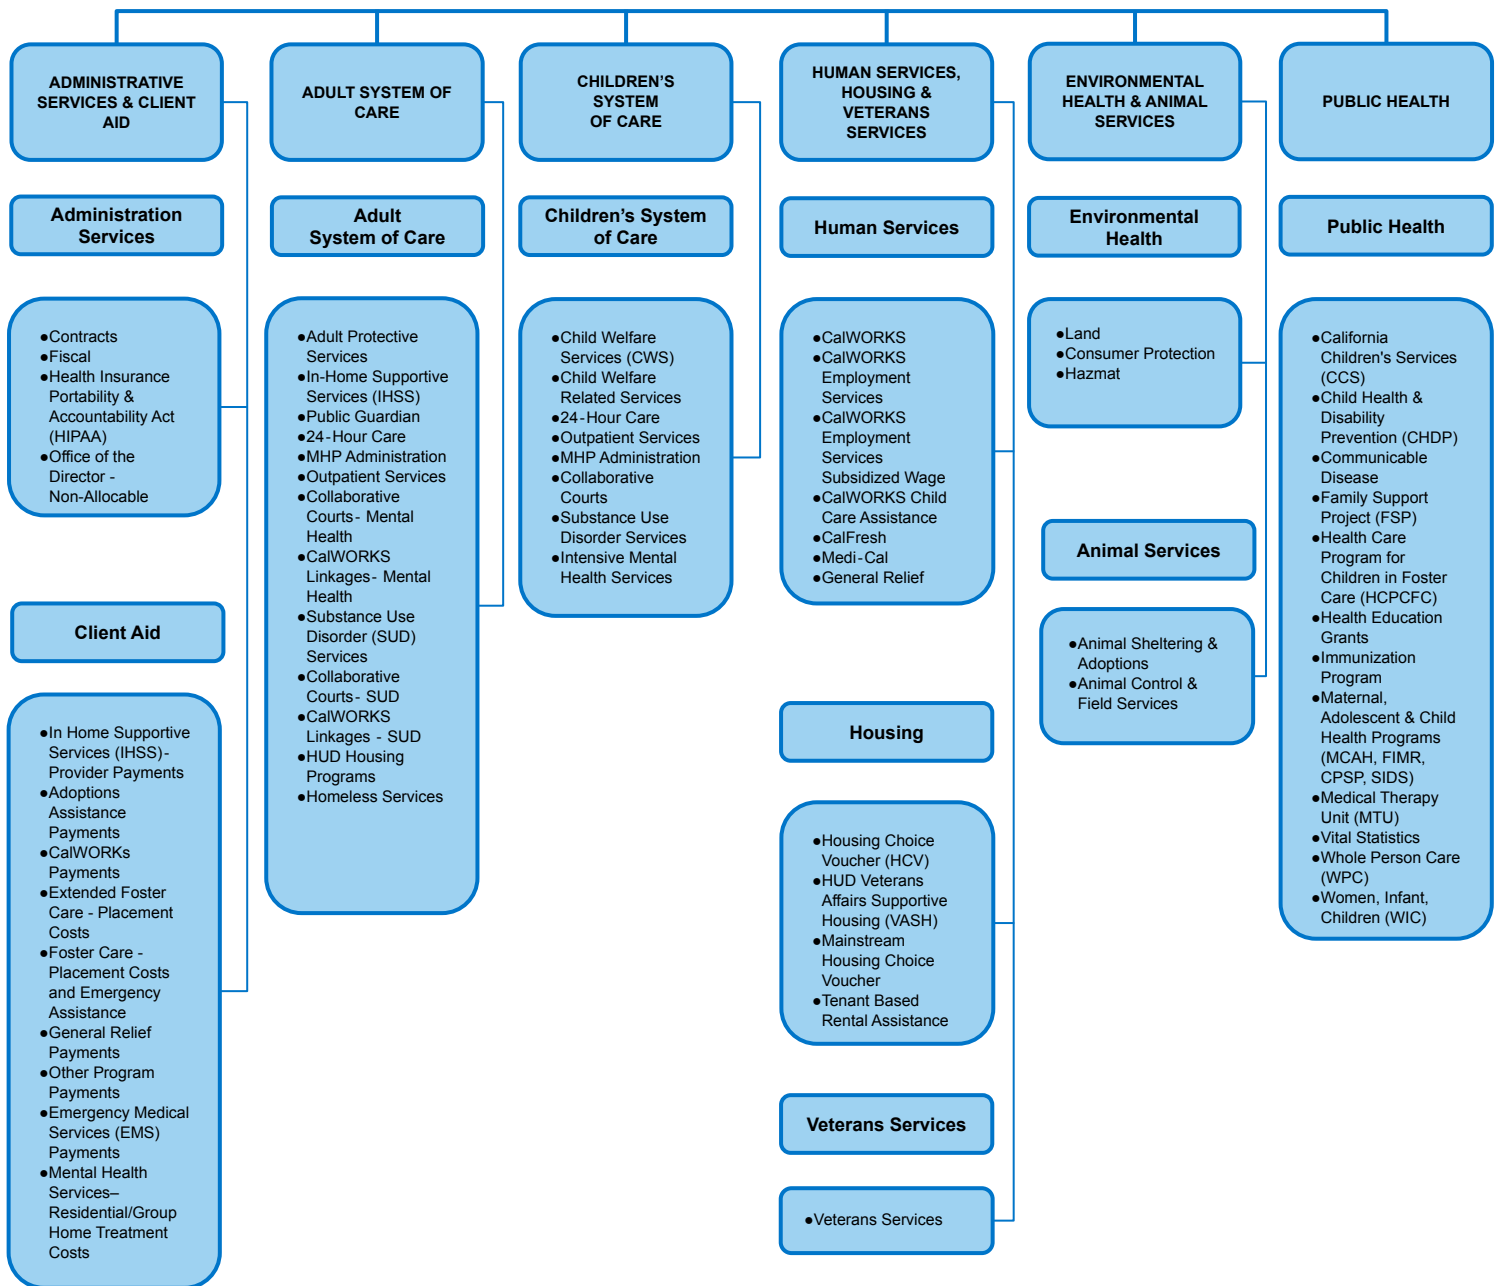 ADMINISTRATIVE
SERVICES & CLIENT
AID
ADULT SYSTEM OF
CARE
CHILDREN'S
SYSTEM
OF CARE
HUMAN SERVICES,
HOUSING &
VETERANS
SERVICES
ENVIRONMENTAL
HEALTH & ANIMAL
SERVICES
PUBLIC HEALTH
Administration
Services
●Contracts
●Fiscal
●Health Insurance
Portability &
Accountability Act
(HIPAA)
●Office of the
Director -
Non-Allocable
Client Aid
●In Home Supportive
Services (IHSS)-
Provider Payments
●Adoptions
Assistance
Payments
●CalWORKs
Payments
●Extended Foster
Care - Placement
Costs
●Foster Care -
Placement Costs
and Emergency
Assistance
●General Relief
Payments
●Other Program
Payments
●Emergency Medical
Services (EMS)
Payments
●Mental Health
Services–
Residential/Group
Home Treatment
Costs
Adult
System of Care
●Adult Protective
Services
●In-Home Supportive
Services (IHSS)
●Public Guardian
●24-Hour Care
●MHP Administration
●Outpatient Services
●Collaborative
Courts- Mental
Health
●CalWORKS
Linkages- Mental
Health
●Substance Use
Disorder (SUD)
Services
●Collaborative
Courts- SUD
●CalWORKS
Linkages - SUD
●HUD Housing
Programs
●Homeless Services
Children's System
of Care
●Child Welfare
Services (CWS)
●Child Welfare
Related Services
●24-Hour Care
●Outpatient Services
●MHP Administration
●Collaborative
Courts
●Substance Use
Disorder Services
●Intensive Mental
Health Services
Human Services
●CalWORKS
●CalWORKS
Employment
Services
●CalWORKS
Employment
Services
Subsidized Wage
●CalWORKS Child
Care Assistance
●CalFresh
●Medi-Cal
●General Relief
Housing
●Housing Choice
Voucher (HCV)
●HUD Veterans
Affairs Supportive
Housing (VASH)
●Mainstream
Housing Choice
Voucher
●Tenant Based
Rental Assistance
Veterans Services
●Veterans Services
Environmental
Health
●Land
●Consumer Protection
●Hazmat
Animal Services
●Animal Sheltering &
Adoptions
●Animal Control &
Field Services
Public Health
●California
Children's Services
(CCS)
●Child Health &
Disability
Prevention (CHDP)
●Communicable
Disease
●Family Support
Project (FSP)
●Health Care
Program for
Children in Foster
Care (HCPCFC)
●Health Education
Grants
●Immunization
Program
●Maternal,
Adolescent & Child
Health Programs
(MCAH, FIMR,
CPSP, SIDS)
●Medical Therapy
Unit (MTU)
●Vital Statistics
●Whole Person Care
(WPC)
●Women, Infant,
Children (WIC)